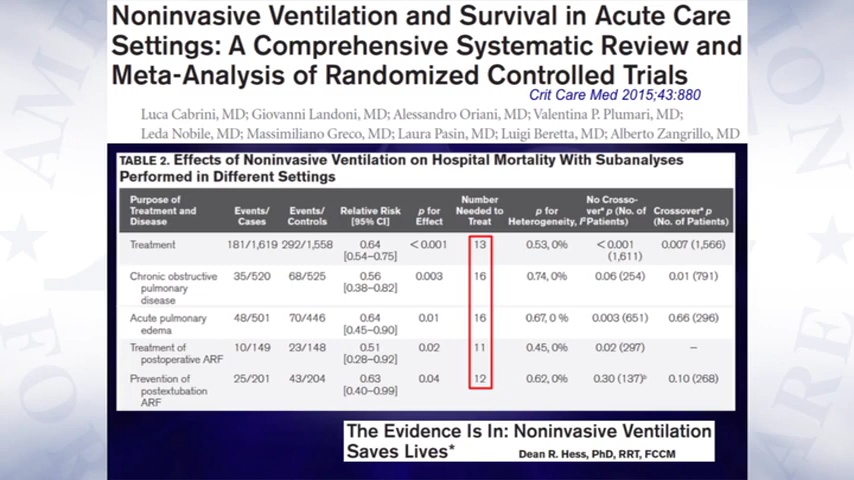 Noninvasive Ventilation and Survival in Acute Care
Settings: A Comprehensive Systematic Review and
Meta-Analysis of Randomized Controlled Trials
Crit Care Med 2015;43:880
Luca Cabrini, MD; Giovanni Landoni, MD; Alessandro Oriani, MD; Valentina P. Plumari, MD;
Leda Nobile, MD; Massimiliano Greco, MD; Laura Pasin, MD; Luigi Beretta, MD; Alberto Zangrillo, MD
TABLE 2. Effects of Noninvasive Ventilation on Hospital Mortality With Subanalyses
Performed in Different Settings
Purpose of Treatment and Disease Events/Cases Events/Controls Relative Risk [95% CI] p for Effect Number Needed to Treat p for Heterogeneity, I² No Crossover^a p (No. of Patients) Crossover^a p (No. of Patients)
Treatment 181/1,619 292/1,558 0.64 [0.54–0.75] < 0.001 13 0.53, 0% < 0.001 (1,611) 0.007 (1,566)
Chronic obstructive pulmonary disease 35/520 68/525 0.56 [0.38–0.82] 0.003 16 0.74, 0% 0.06 (254) 0.01 (791)
Acute pulmonary edema 48/501 70/446 0.64 [0.45–0.90] 0.01 16 0.67, 0 % 0.003 (651) 0.66 (296)
Treatment of postoperative ARF 10/149 23/148 0.51 [0.28–0.92] 0.02 11 0.45, 0% 0.02 (297) –
Prevention of postextubation ARF 25/201 43/204 0.63 [0.40–0.99] 0.04 12 0.62, 0% 0.30 (137)^b 0.10 (268)
The Evidence Is In: Noninvasive Ventilation
Saves Lives*
Dean R. Hess, PhD, RRT, FCCM